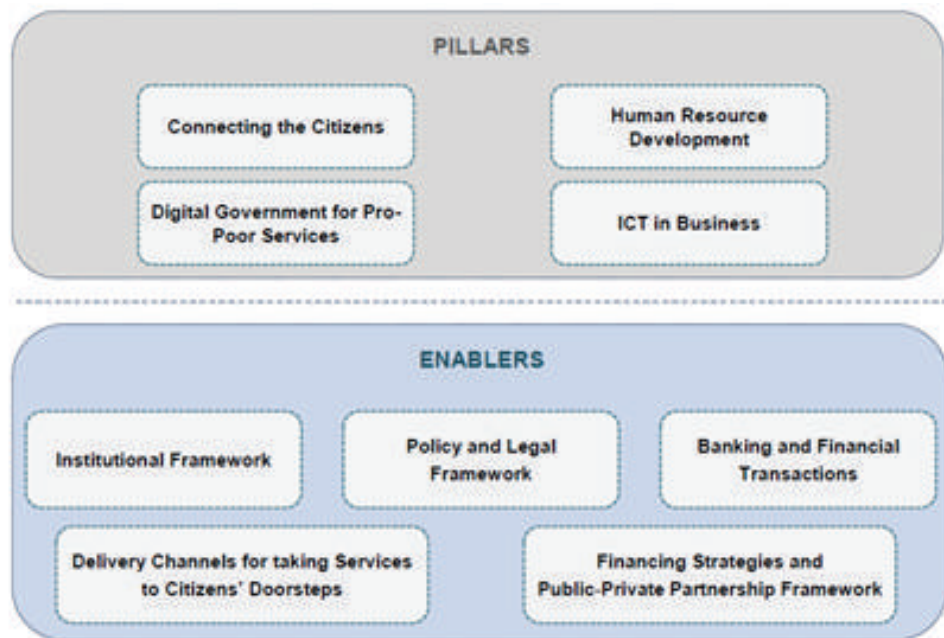 PILLARS
Connecting the Citizens
Human Resource
Development
Digital Government for Pro-
Poor Services
ICT in Business
ENABLERS
Institutional Framework
Policy and Legal
Framework
Banking and Financial
Transactions
Delivery Channels for taking Services
to Citizens' Doorsteps
Financing Strategies and
Public-Private Partnership Framework